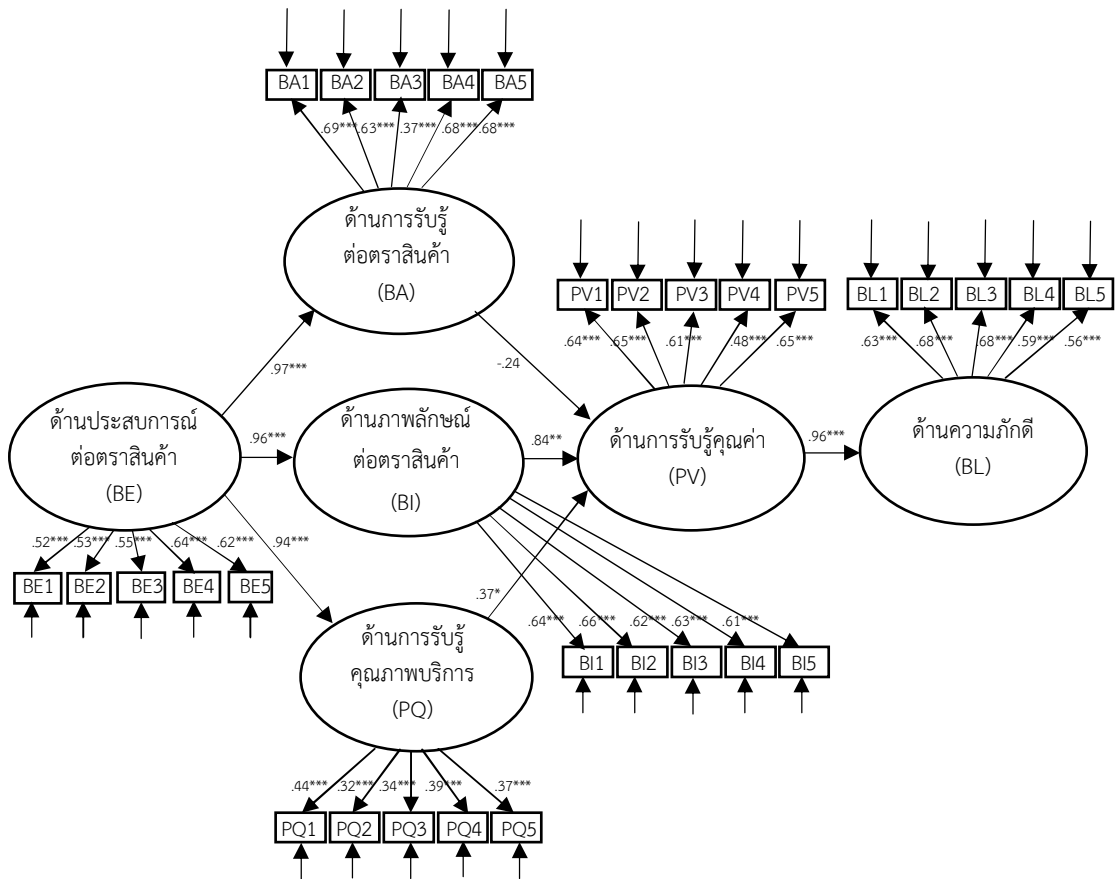 BA1 BA2 BA3 BA4 BA5
.69*** .63*** .37*** .68*** .68***
ด้านการรับรู้
ต่อตราสินค้า
(BA)
PV1 PV2 PV3 PV4 PV5
.64*** .65*** .61*** .48*** .65***
BL1 BL2 BL3 BL4 BL5
.63*** .68*** .68*** .59*** .56***
.97***
-.24
ด้านประสบการณ์
ต่อตราสินค้า
(BE)
.96***
ด้านภาพลักษณ์
ต่อตราสินค้า
(BI)
.84**
ด้านการรับรู้คุณค่า
(PV)
.96***
ด้านความภักดี
(BL)
.52*** .53*** .55*** .64*** .62***
BE1 BE2 BE3 BE4 BE5
.94***
.37*
.64*** .66*** .62*** .63*** .61***
BI1 BI2 BI3 BI4 BI5
ด้านการรับรู้
คุณภาพบริการ
(PQ)
.44*** .32*** .34*** .39*** .37***
PQ1 PQ2 PQ3 PQ4 PQ5